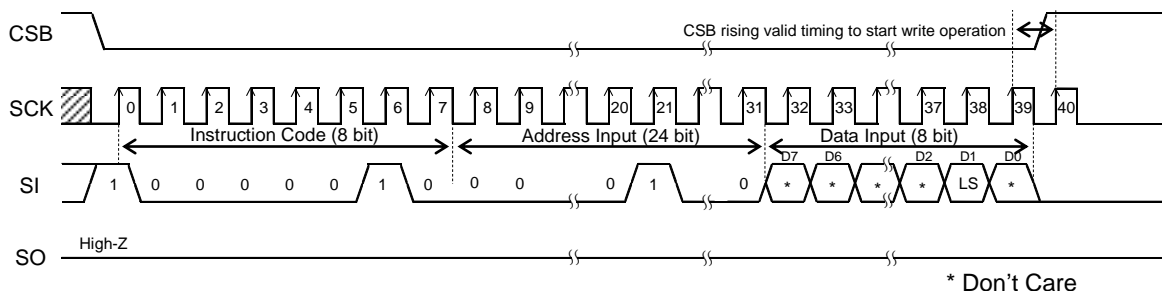 CSB
CSB rising valid timing to start write operation
SCK
0 1 2 3 4 5 6 7 8 9 20 21 31 32 33 37 38 39 40
Instruction Code (8 bit) Address Input (24 bit) Data Input (8 bit)
D7 D6 D2 D1 D0
SI
1 0 0 0 0 0 1 0 0 0 0 1 0 * * * * LS *
High-Z
SO
* Don't Care